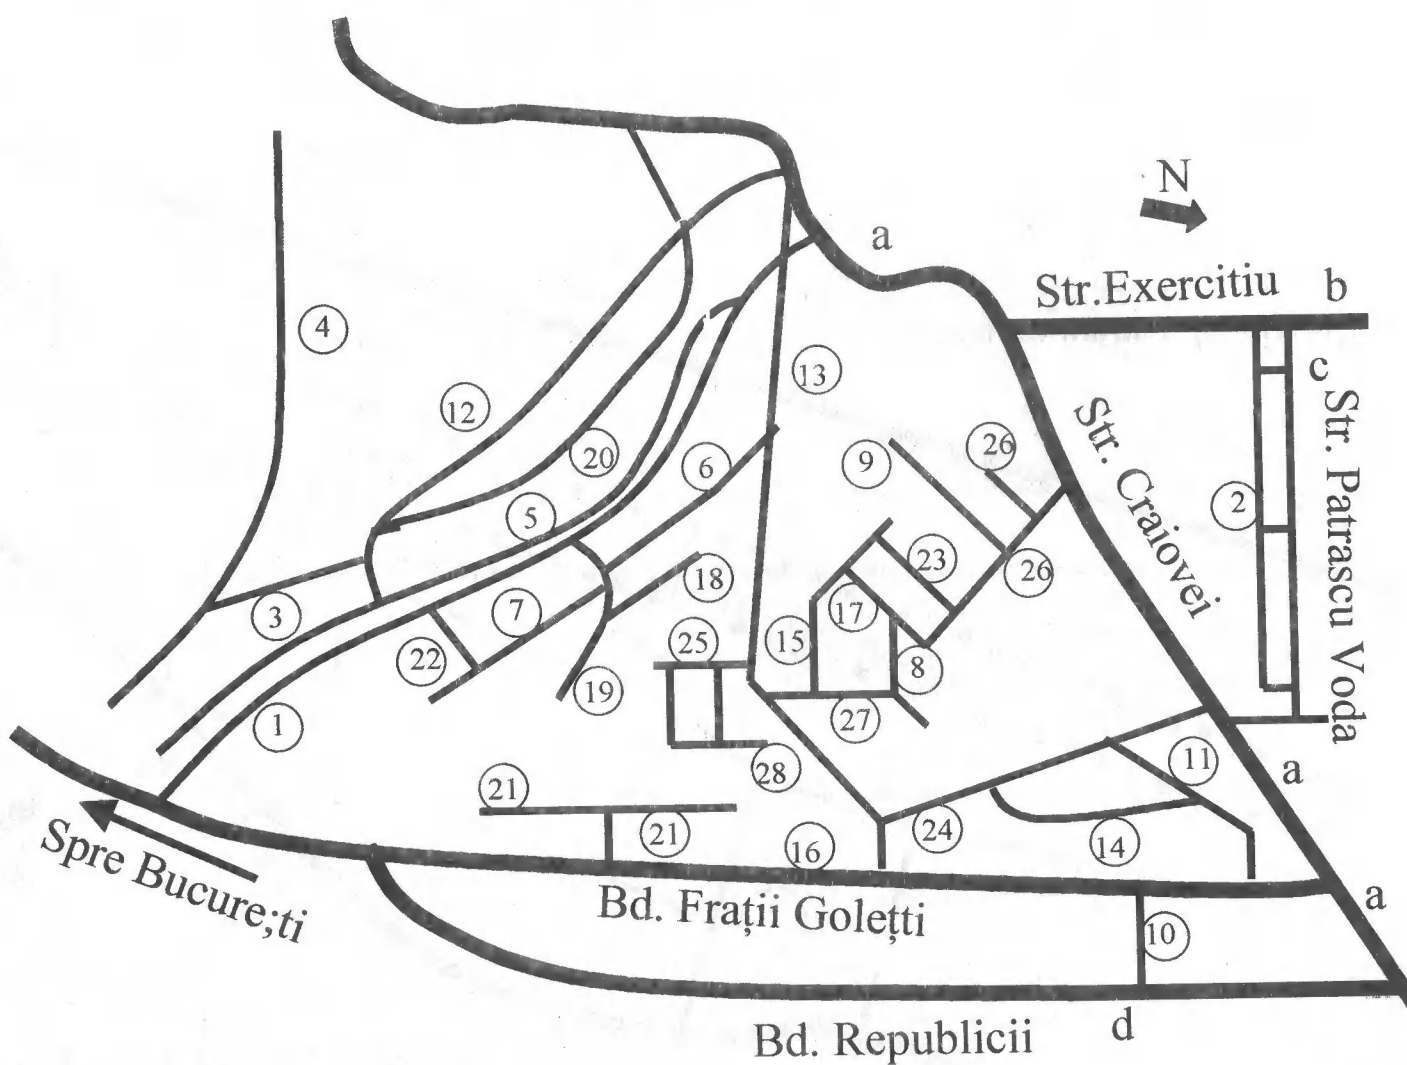 N
a
Str.Exercitiu
b
4
13
c
12
Str. Patrascu Voda
Str. Craiovei
26
9
20
6
2
5
23
26
18
17
7
3
15
25
22
8
19
1
27
11
28
a
21
21
24
14
16
Spre Bucure;ti
Bd. Frații Golețti
a
10
d
Bd. Republicii